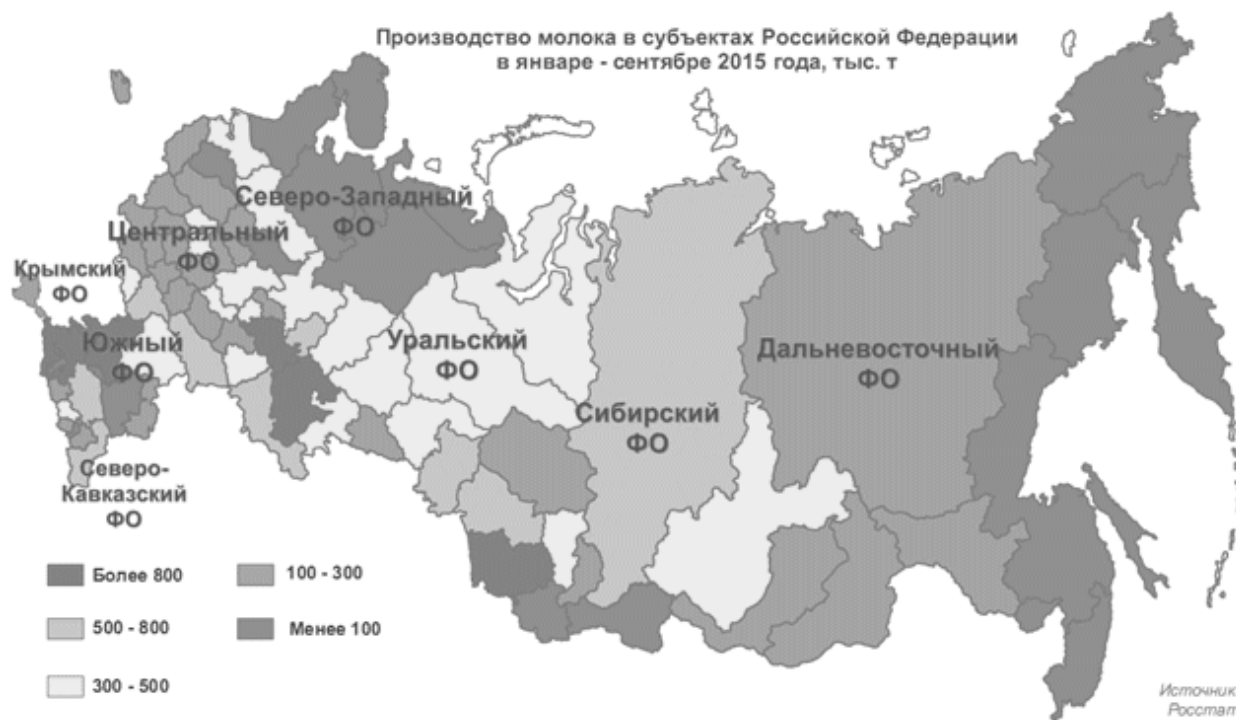 Производство молока в субъектах Российской Федерации
в январе - сентябре 2015 года, тыс. т
Северо-Западный
ФО
Центральный
ФО
Крымский
ФО
Южный
ФО
Уральский
ФО
Дальневосточный
ФО
Сибирский
ФО
Северо-
Кавказский
ФО
Более 800
100 - 300
500 - 800
Менее 100
300 - 500
Источник:
Росстат